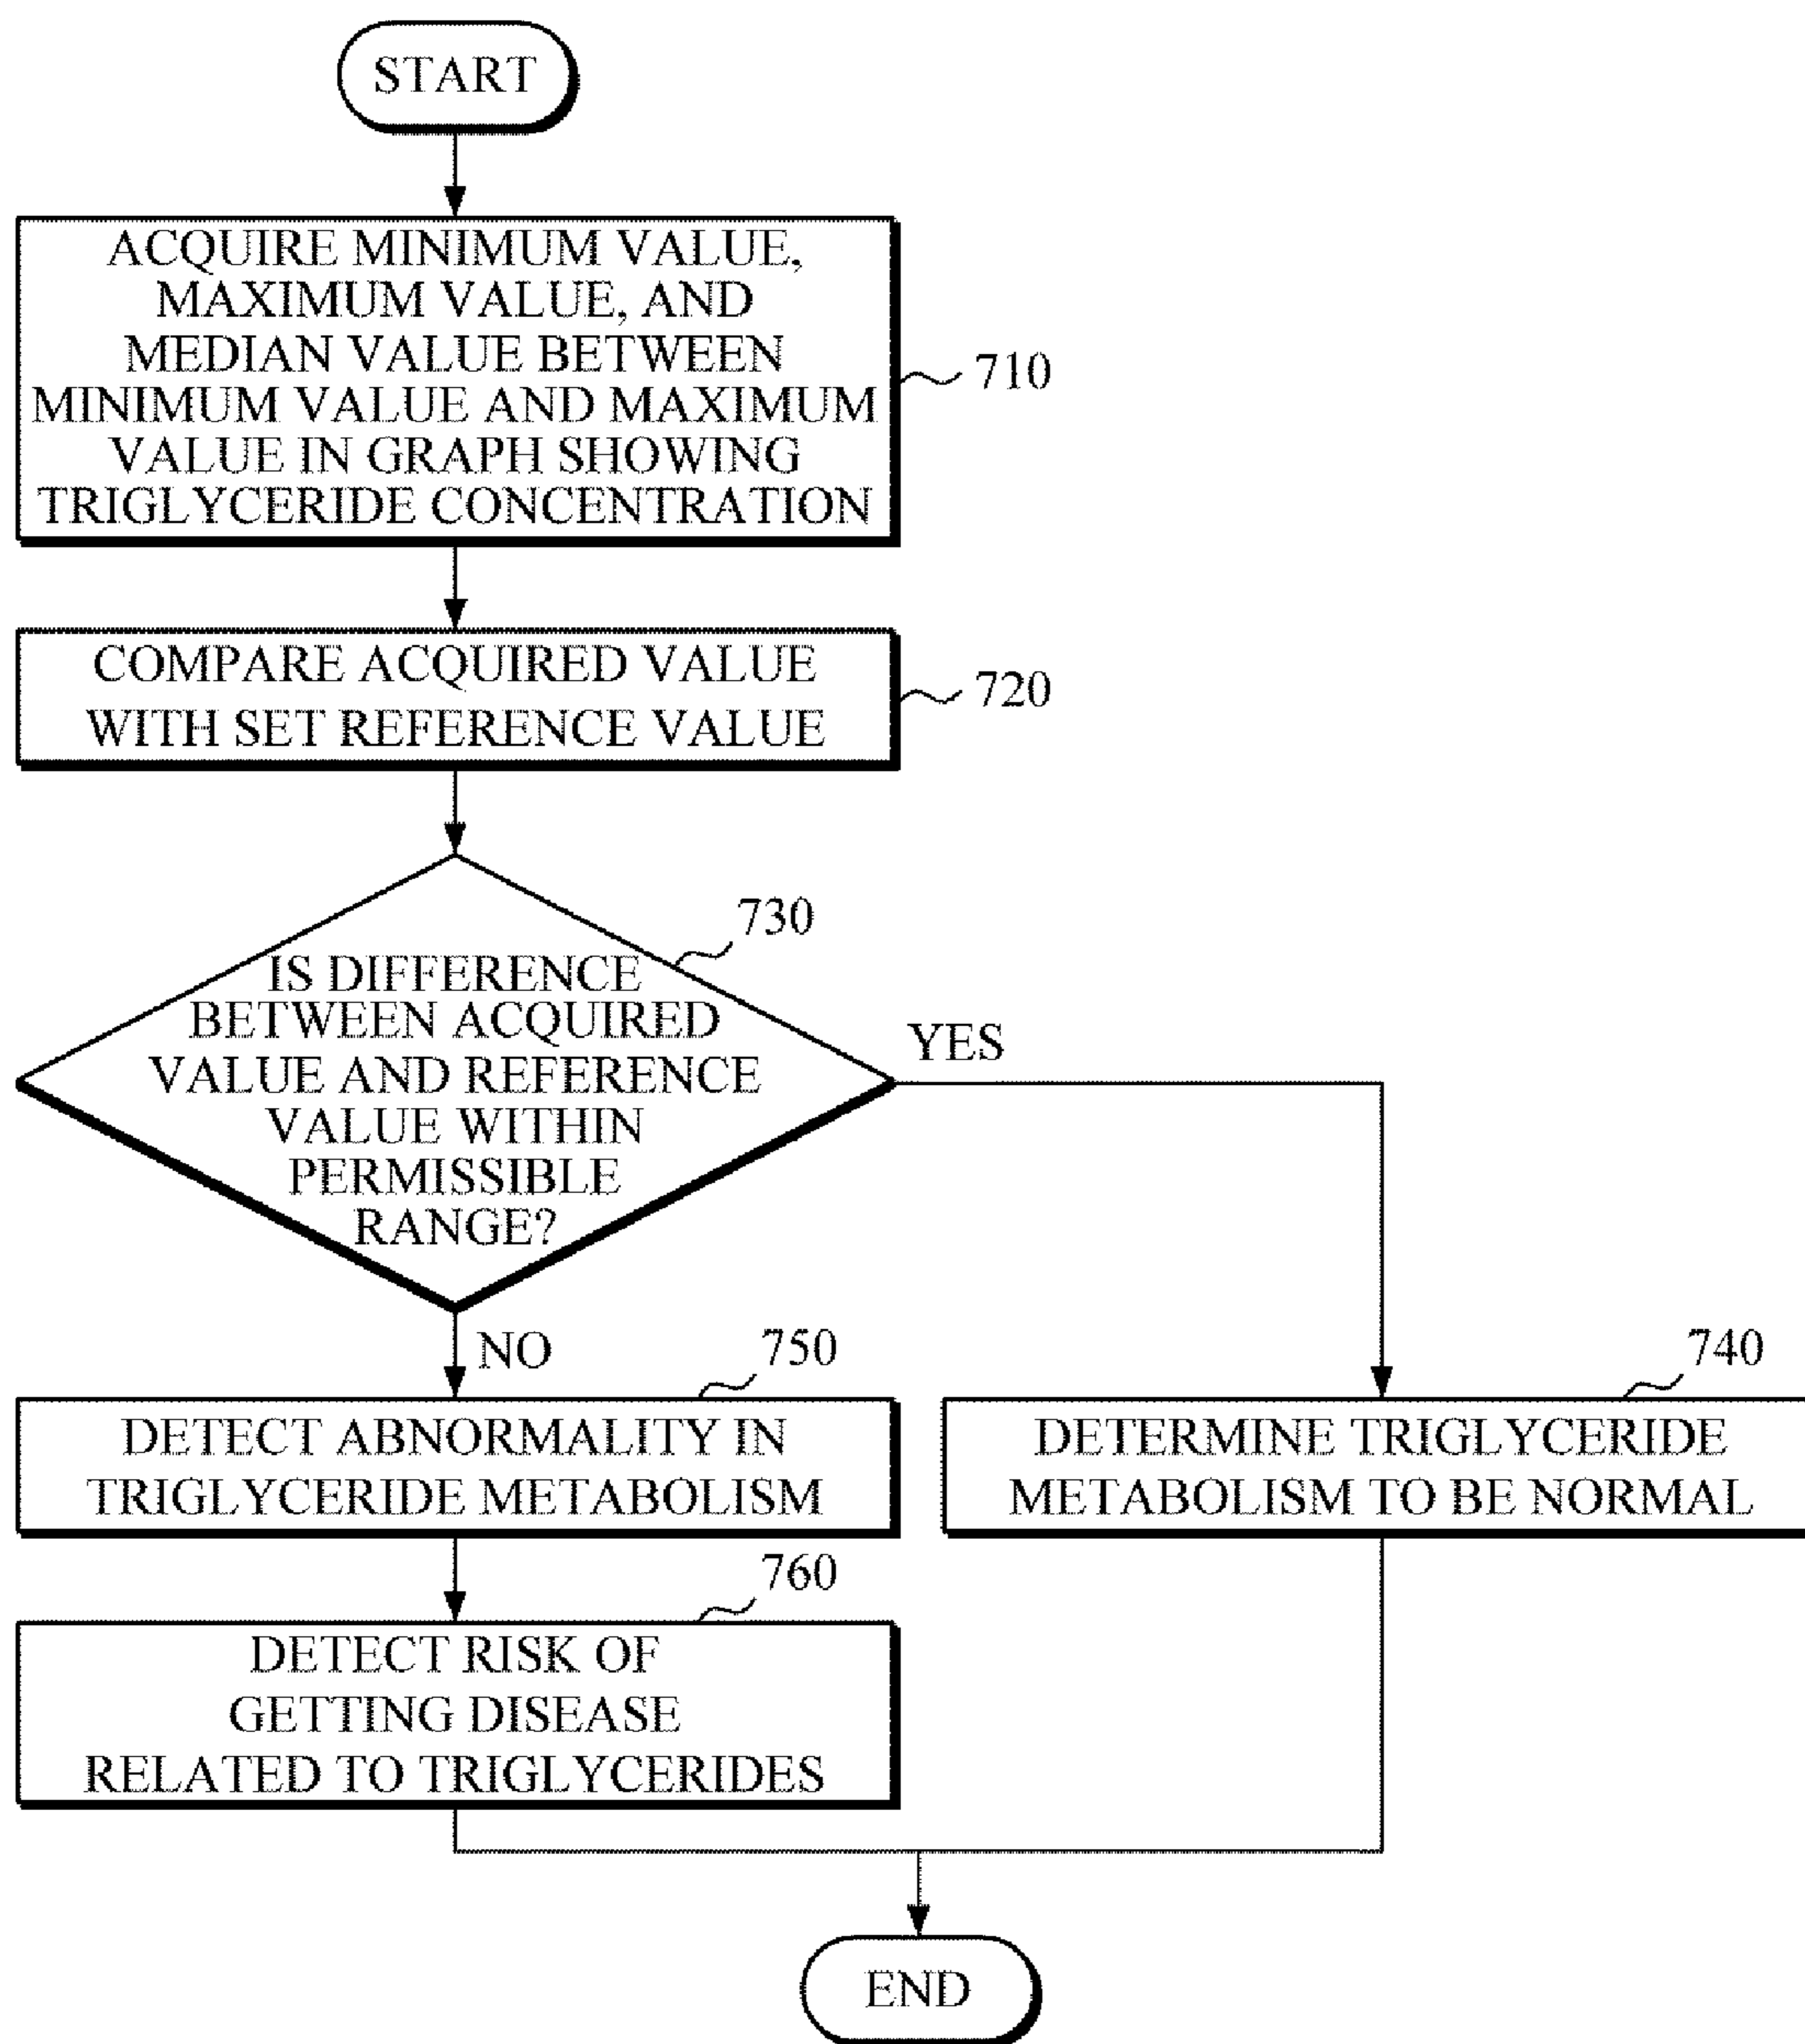 START
ACQUIRE MINIMUM VALUE,
MAXIMUM VALUE, AND
MEDIAN VALUE BETWEEN
MINIMUM VALUE AND MAXIMUM
VALUE IN GRAPH SHOWING
TRIGLYCERIDE CONCENTRATION
710
COMPARE ACQUIRED VALUE
WITH SET REFERENCE VALUE
720
730
IS DIFFERENCE
BETWEEN ACQUIRED
VALUE AND REFERENCE
VALUE WITHIN
PERMISSIBLE
RANGE?
YES
NO
750
DETECT ABNORMALITY IN
TRIGLYCERIDE METABOLISM
740
DETERMINE TRIGLYCERIDE
METABOLISM TO BE NORMAL
760
DETECT RISK OF
GETTING DISEASE
RELATED TO TRIGLYCERIDES
END